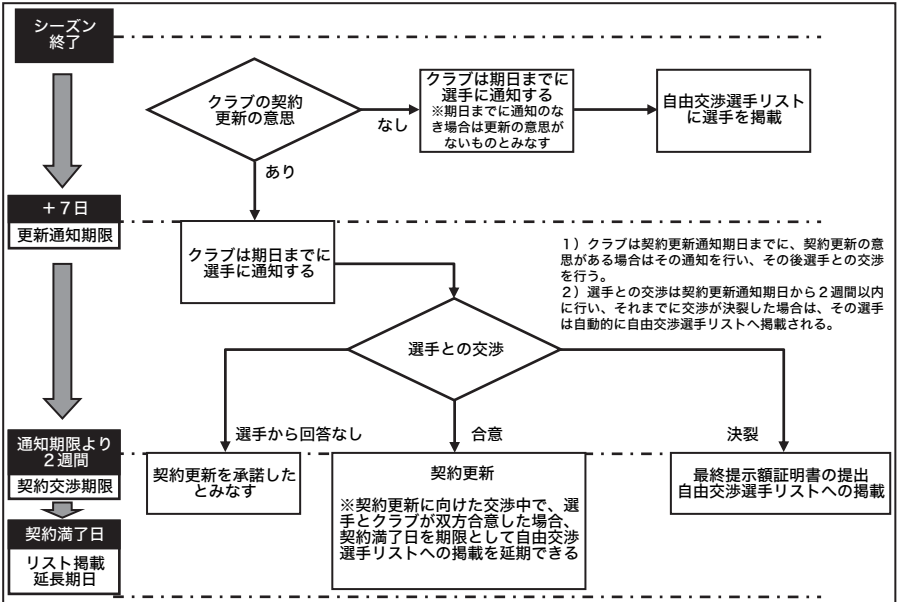 シーズン
終了
クラブの契約
更新の意思
なし
あり
クラブは期日までに
選手に通知する
※期日までに通知のな
き場合は更新の意思が
ないものとみなす
自由交渉選手リスト
に選手を掲載
+7日
更新通知期限
クラブは期日までに
選手に通知する
1)クラブは契約更新通知期日までに、契約更新の意
思がある場合はその通知を行い、その後選手との交渉
を行う。
2)選手との交渉は契約更新通知期日から2週間以内
に行い、それまでに交渉が決裂した場合は、その選手
は自動的に自由交渉選手リストへ掲載される。
選手との交渉
選手から回答なし
合意
決裂
通知期限より
2週間
契約交渉期限
契約更新を承諾した
とみなす
契約更新
※契約更新に向けた交渉中で、選
手とクラブが双方合意した場合、
契約満了日を期限として自由交渉
選手リストへの掲載を延期できる
最終提示額証明書の提出
自由交渉選手リストへの掲載
契約満了日
リスト掲載
延長期日